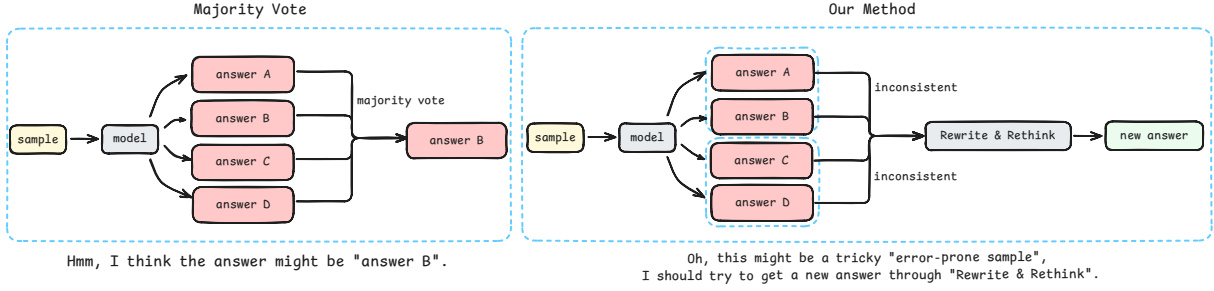 Majority Vote
sample
model
answer A
answer B
answer C
answer D
majority vote
answer B
Hmm, I think the answer might be "answer B".
Our Method
sample
model
answer A
answer B
answer C
answer D
inconsistent
inconsistent
Rewrite & Rethink
new answer
Oh, this might be a tricky "error-prone sample",
I should try to get a new answer through "Rewrite & Rethink".